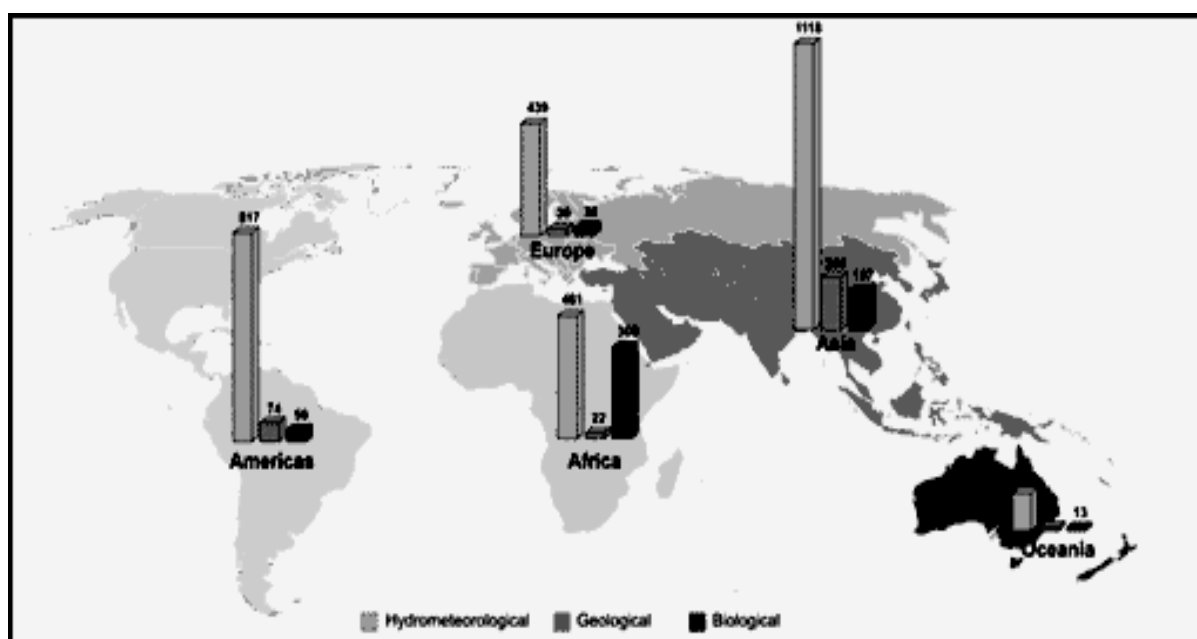 1118
439
Europe
817
461
Asia
74
22
Americas
Africa
13
Oceania
Hydrometeorological Geological Biological